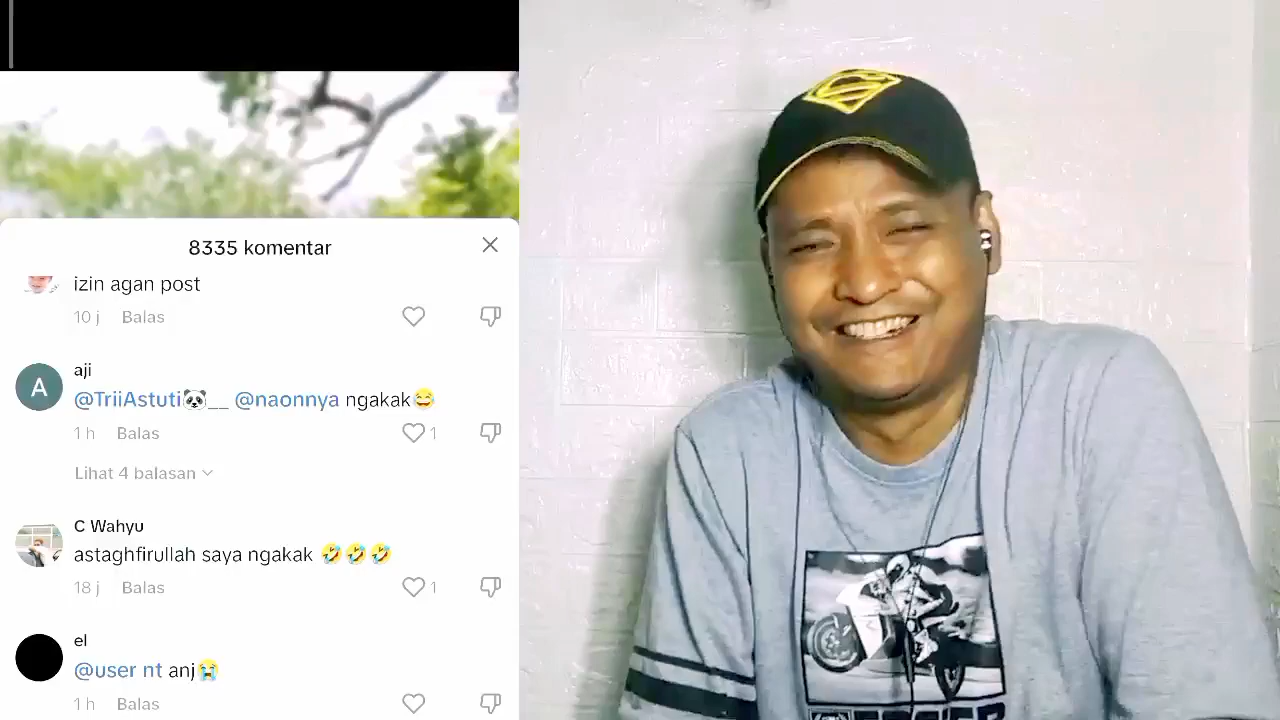 8335 komentar
izin agan post
10 j Balas
aji
@TriiAstuti🐼__ @naonnya ngakak😂
1 h Balas
1
Lihat 4 balasan
C Wahyu
astaghfirullah saya ngakak 🤣🤣🤣
18 j Balas
1
el
@user nt anj😭
1 h Balas
A
S